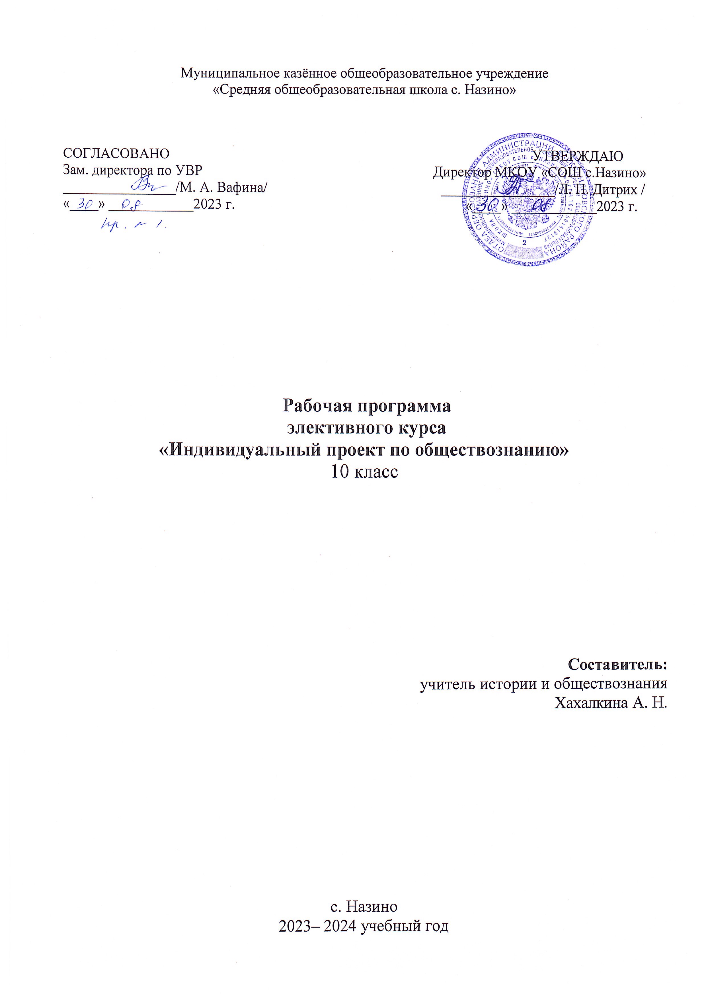 Муниципальное казённое общеобразовательное учреждение
«Средняя общеобразовательная школа с. Назино»
СОГЛАСОВАНО
Зам. директора по УВР
________________/М. А. Вафина/
«30» 08 2023 г.
пр. № 1.
УТВЕРЖДАЮ
Директор МКОУ «СОШ с.Назино»
________________/Л. П. Дитрих /
«30» 08 2023 г.
Рабочая программа
элективного курса
«Индивидуальный проект по обществознанию»
10 класс
Составитель:
учитель истории и обществознания
Хахалкина А. Н.
с. Назино
2023– 2024 учебный год